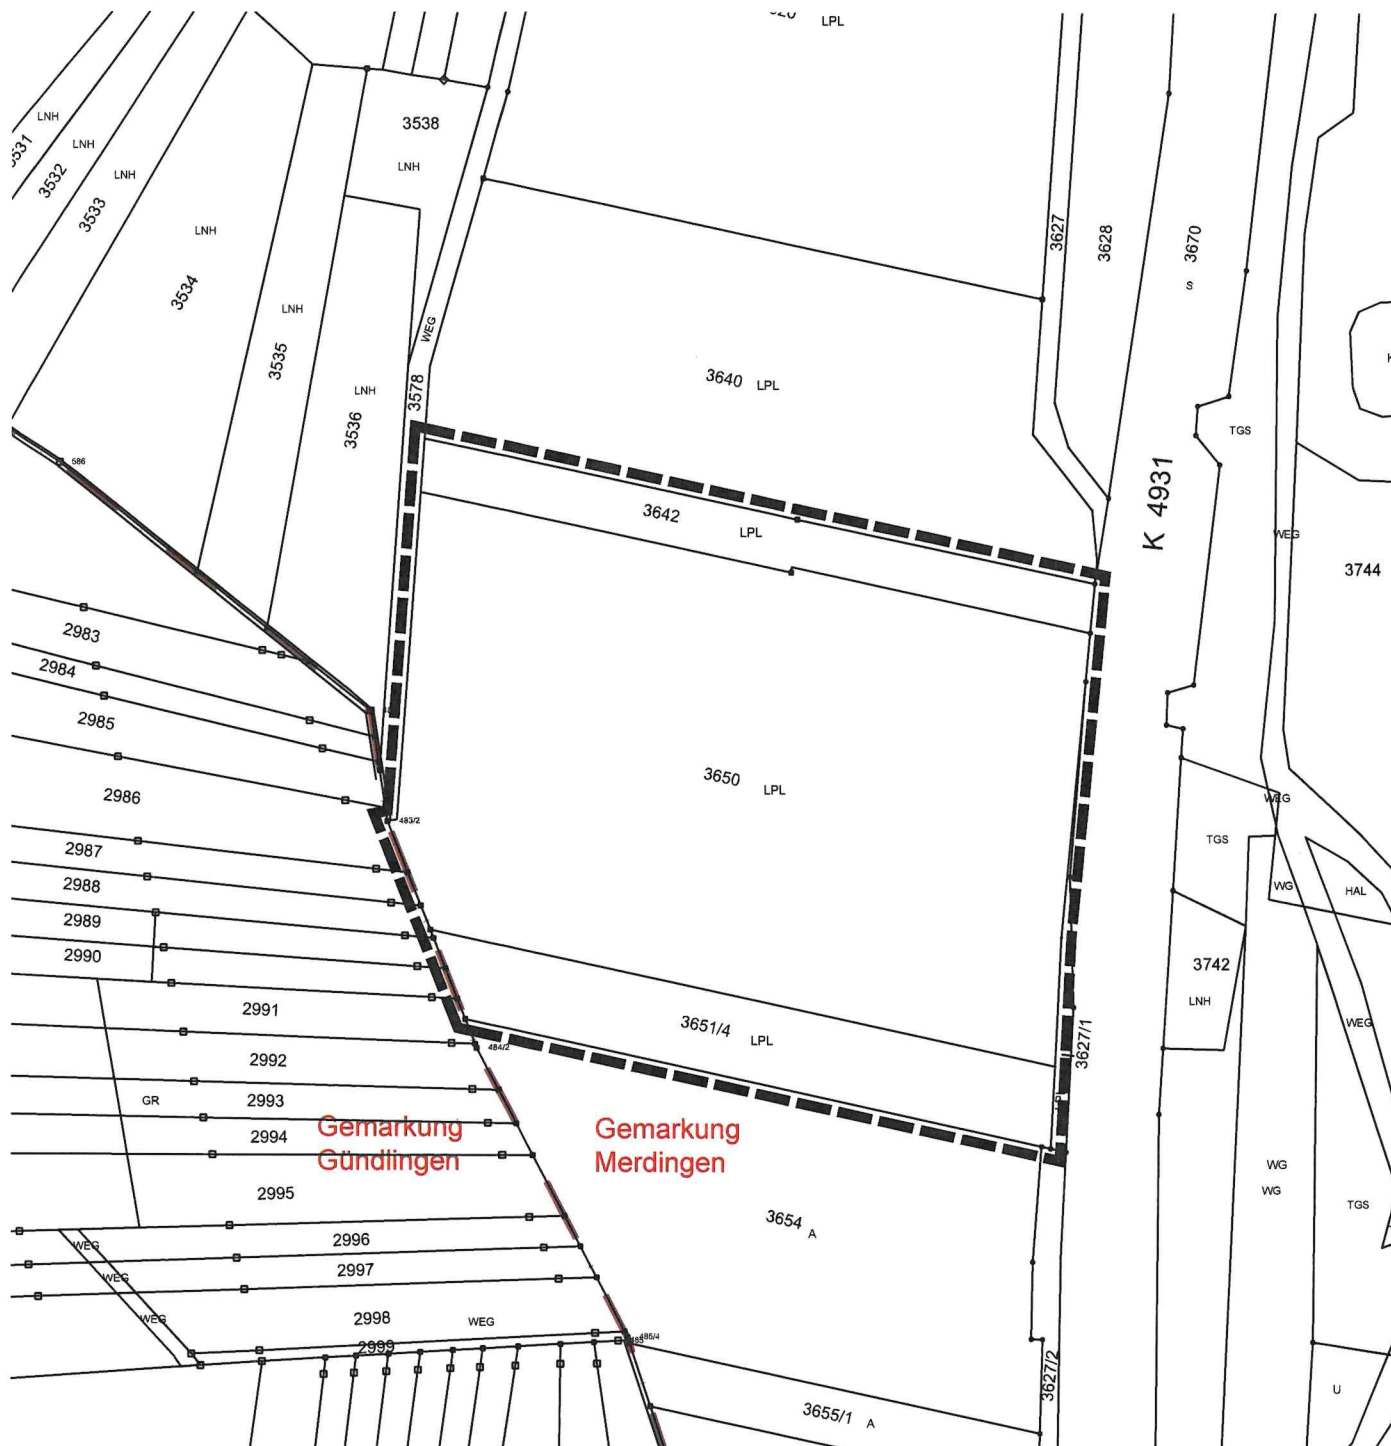 LPL
LNH
3532
LNH
3533
LNH
3538
LNH
3534
LNH
3535
LNH
3536
LNH
3578
WEG
3627
3628
3670
S
3640 LPL
TGS
K 4931
WEG
3744
586
3642
LPL
2983
2984
2985
2986
2987
2988
2989
2990
3650 LPL
483/2
WEG
TGS
WG
HAL
2991
2992
GR
2993
2994
2995
3651/4 LPL
484/2
3627/1
3742
LNH
WEG
Gemarkung
Gündlingen
Gemarkung
Merdingen
WG
WG
TGS
3654 A
2996
2997
2998
2999
WEG
WEG
WEG
WEG
485/4
3627/2
3655/1 A
U